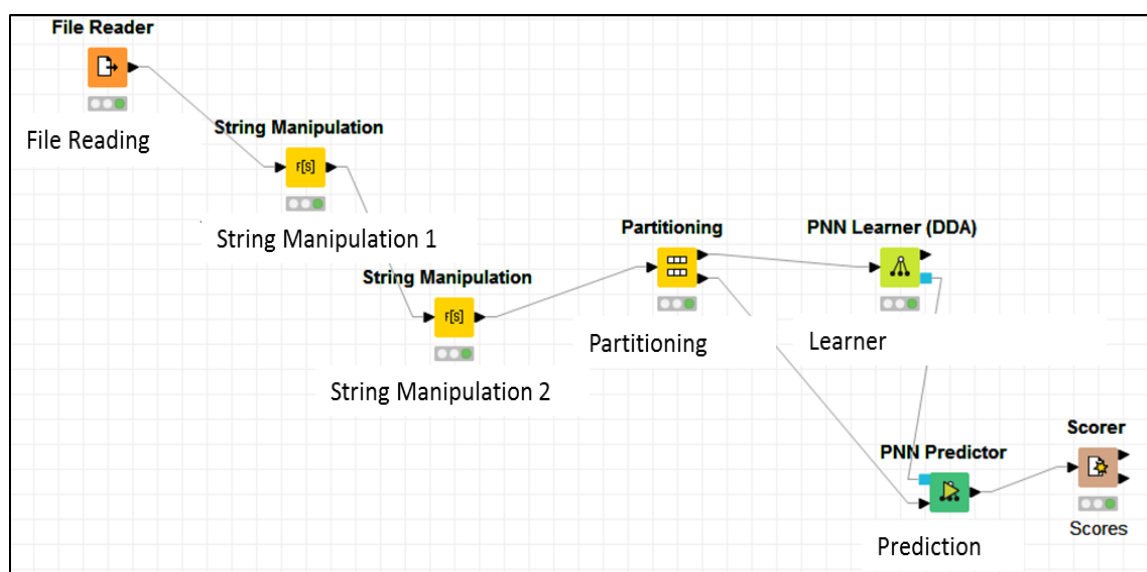 File Reader
File Reading
String Manipulation
F[S]
String Manipulation 1
String Manipulation
F[S]
String Manipulation 2
Partitioning
Partitioning
PNN Learner (DDA)
Learner
PNN Predictor
Prediction
Scorer
Scores